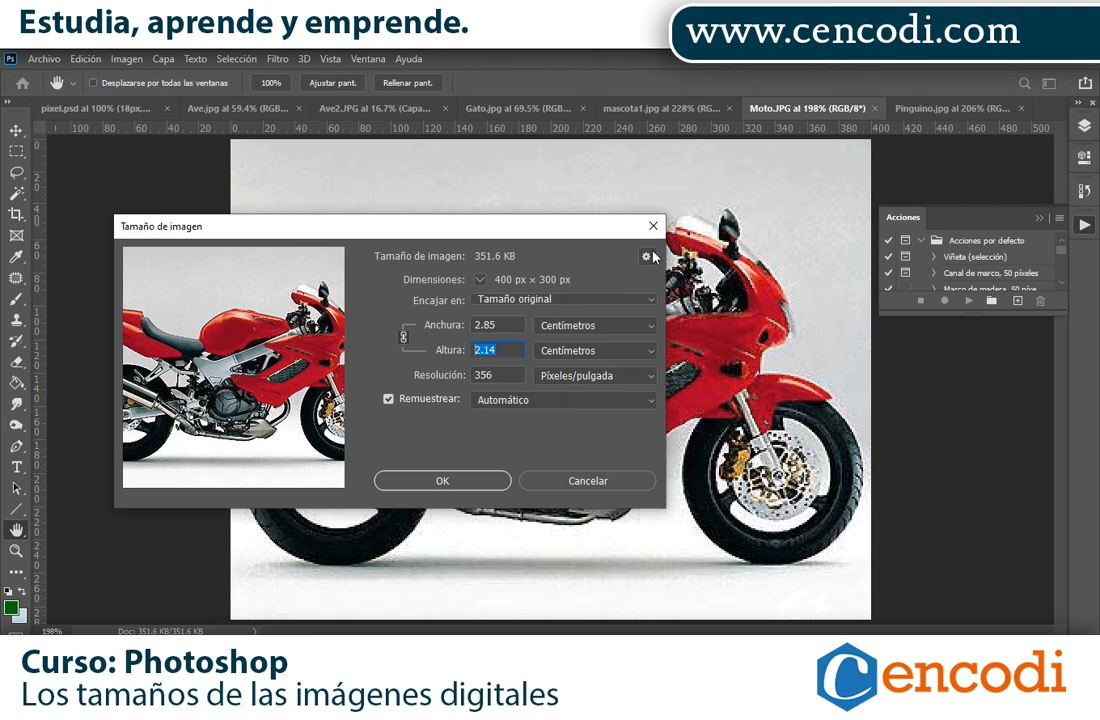 Estudia, aprende y emprende.
www.cencodi.com
Ps Archivo Edición Imagen Capa Texto Selección Filtro 3D Vista Ventana Ayuda
Desplazarse por todas las ventanas 100% Ajustar pant. Rellenar pant.
pixel.psd al 100% (18px,... × Ave.jpg al 59.4% (RGB... × Ave2.JPG al 16.7% (Capa... × Gato.jpg al 69.5% (RGB... × mascota1.jpg al 228% (RG... × Moto.JPG al 198% (RGB/8*) × Pinguino.jpg al 206% (RG... ×
100 80 60 40 20 0 20 40 60 80 100 120 140 160 180 200 220 240 260 280 300 320 340 360 380 400 420 440 460 480 500
Tamaño de imagen
Tamaño de imagen: 351.6 KB
Dimensiones: 400 px × 300 px
Encajar en: Tamaño original
Anchura: 2.85 Centímetros
Altura: 2.14 Centímetros
Resolución: 356 Píxeles/pulgada
Remuestrear: Automático
OK Cancelar
Acciones
Acciones por defecto
Viñeta (selección)
Canal de marco, 50 píxeles
Marco de madera, 50 píxe
198% Doc: 351.6 KB/351.6 KB
Curso: Photoshop
Los tamaños de las imágenes digitales
Cencodi